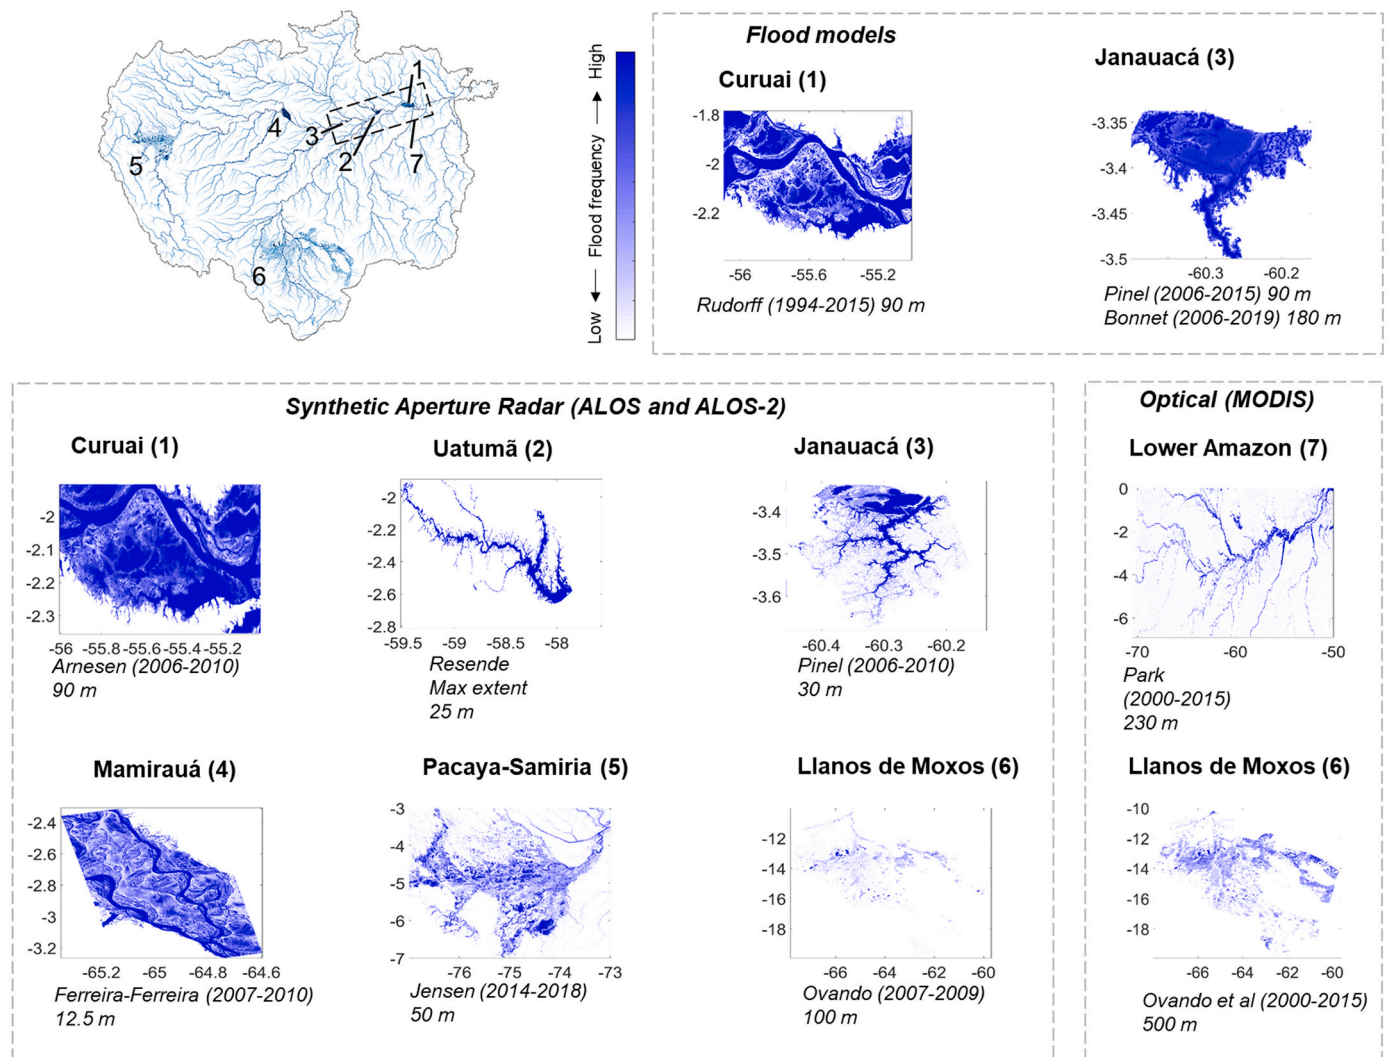 1
4
3
2
5
7
6
Low ← Flood frequency → High
Flood models
Curuai (1)
-1.8
-2
-2.2
-56 -55.6 -55.2
Rudorff (1994-2015) 90 m
Janauacá (3)
-3.35
-3.4
-3.45
-3.5
-60.3 -60.2
Pinel (2006-2015) 90 m
Bonnet (2006-2019) 180 m
Synthetic Aperture Radar (ALOS and ALOS-2)
Curuai (1)
-2
-2.1
-2.2
-2.3
-56 -55.8 -55.6 -55.4 -55.2
Arnesen (2006-2010)
90 m
Uatumã (2)
-2
-2.2
-2.4
-2.6
-2.8
-59.5 -59 -58.5 -58
Resende
Max extent
25 m
Janauacá (3)
-3.4
-3.5
-3.6
-60.4 -60.3 -60.2
Pinel (2006-2010)
30 m
Mamirauá (4)
-2.4
-2.6
-2.8
-3
-3.2
-65.2 -65 -64.8 -64.6
Ferreira-Ferreira (2007-2010)
12.5 m
Pacaya-Samiria (5)
-3
-4
-5
-6
-7
-76 -75 -74 -73
Jensen (2014-2018)
50 m
Llanos de Moxos (6)
-12
-14
-16
-18
-66 -64 -62 -60
Ovando (2007-2009)
100 m
Optical (MODIS)
Lower Amazon (7)
0
-2
-4
-6
-70 -60 -50
Park
(2000-2015)
230 m
Llanos de Moxos (6)
-10
-12
-14
-16
-18
-66 -64 -62 -60
Ovando et al (2000-2015)
500 m